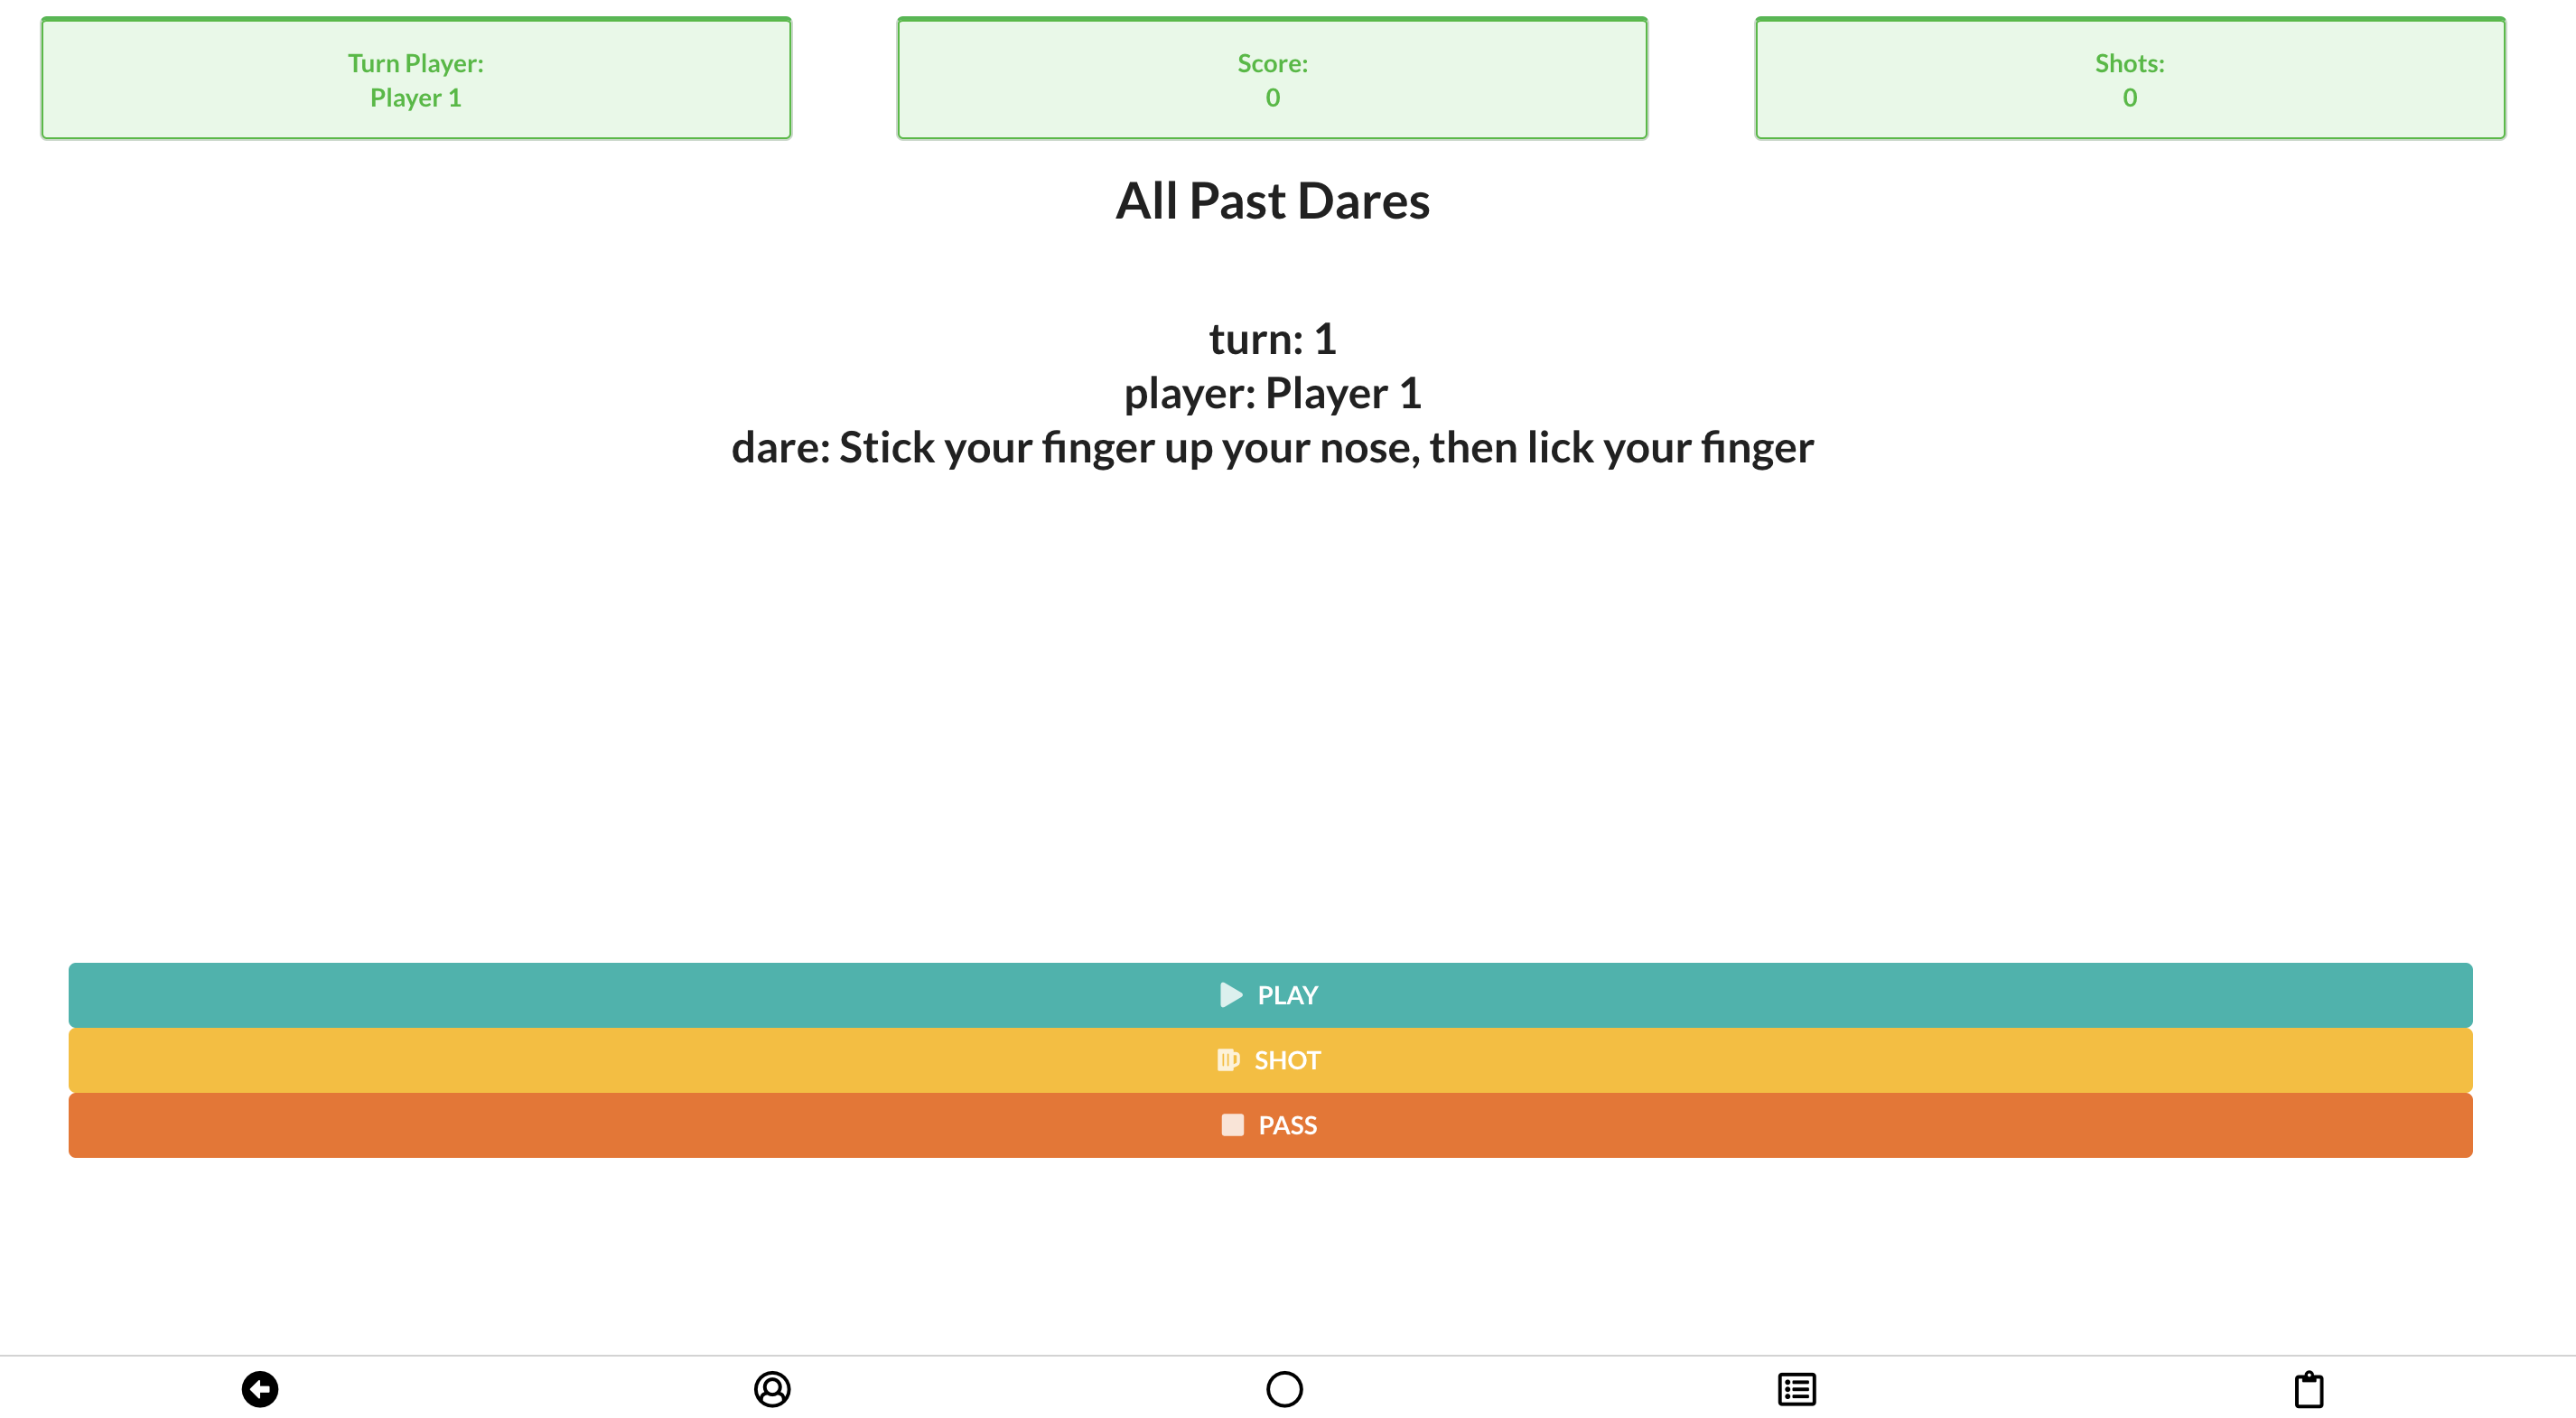 Turn Player:
Player 1
Score:
0
Shots:
0
All Past Dares
turn: 1
player: Player 1
dare: Stick your finger up your nose, then lick your finger
PLAY
SHOT
PASS